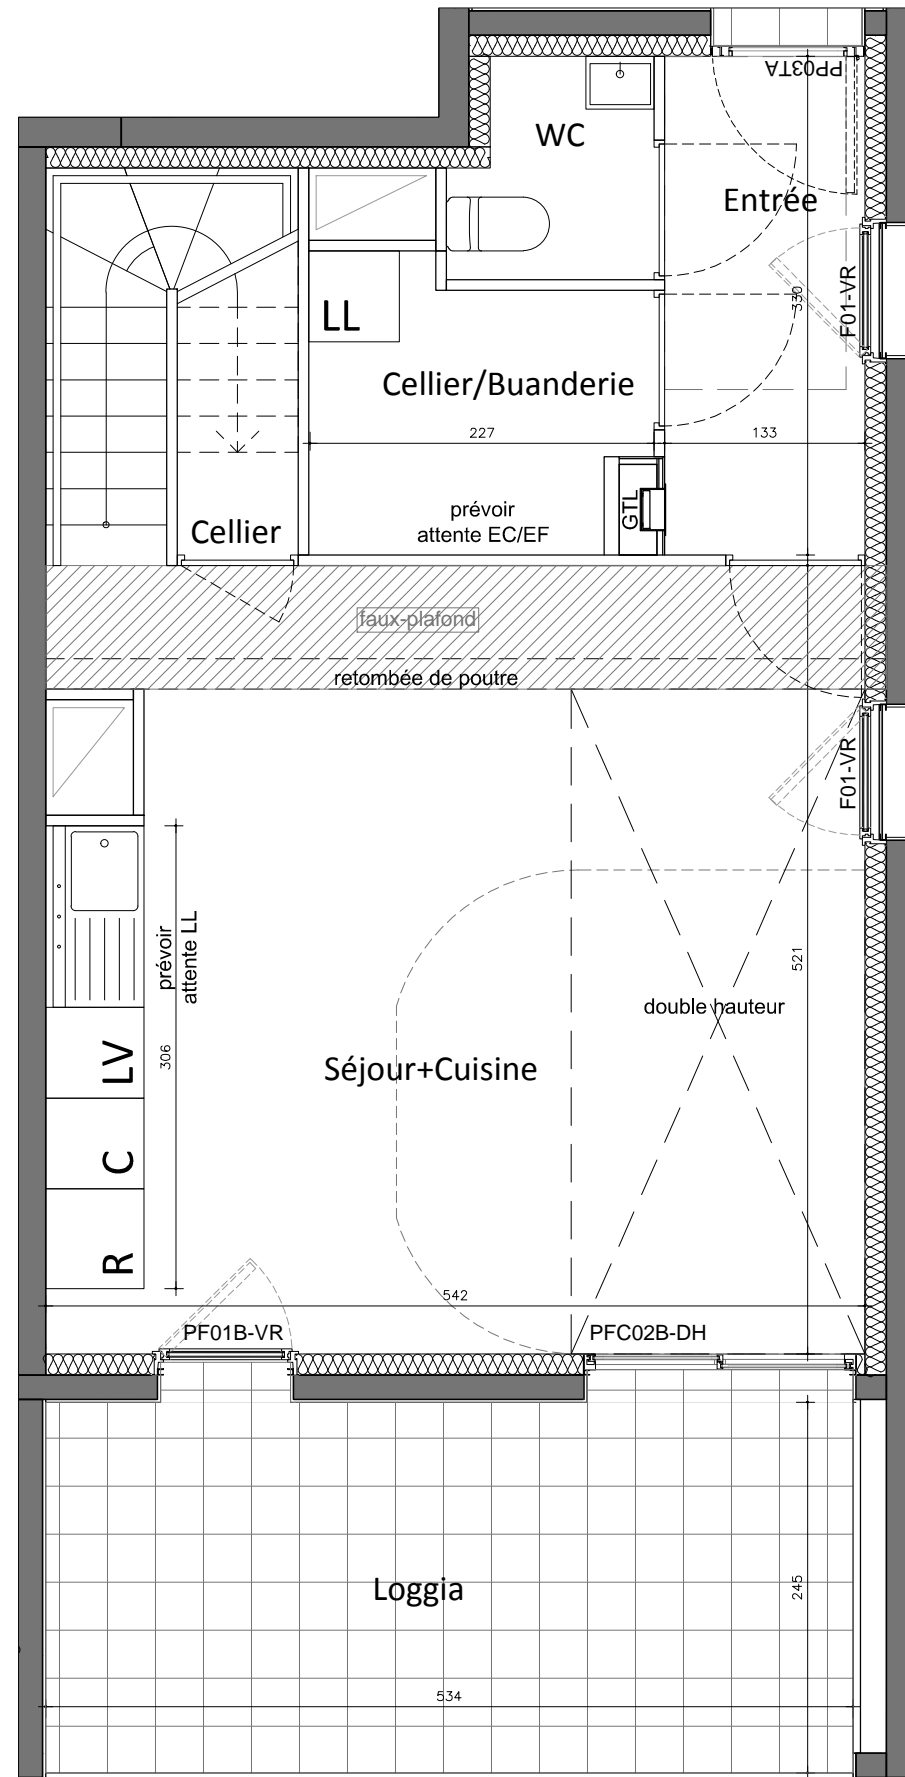 PP03TA
WC
Entrée
F01-VR
330
LL
Cellier/Buanderie
227
133
prévoir
attente EC/EF
GTL
Cellier
faux-plafond
retombée de poutre
F01-VR
prévoir
attente LL
306
521
double hauteur
LV
Séjour+Cuisine
C
R
542
PF01B-VR
PFC02B-DH
Loggia
245
534